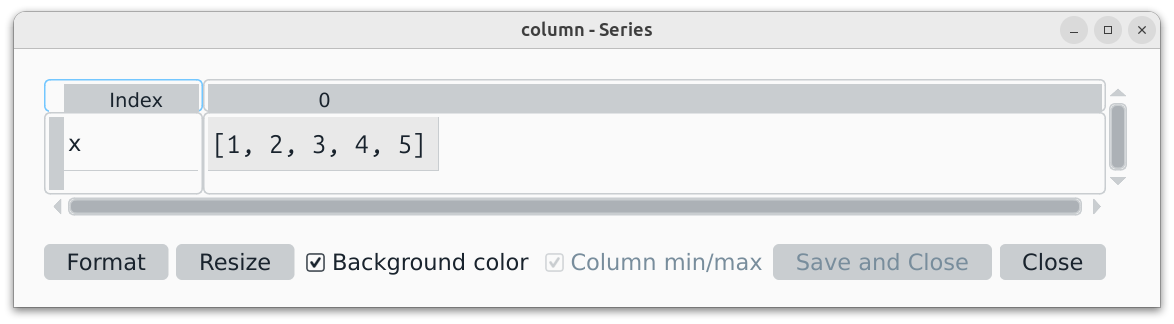 column - Series
Index 0
x [1, 2, 3, 4, 5]
Format Resize Background color Column min/max Save and Close Close